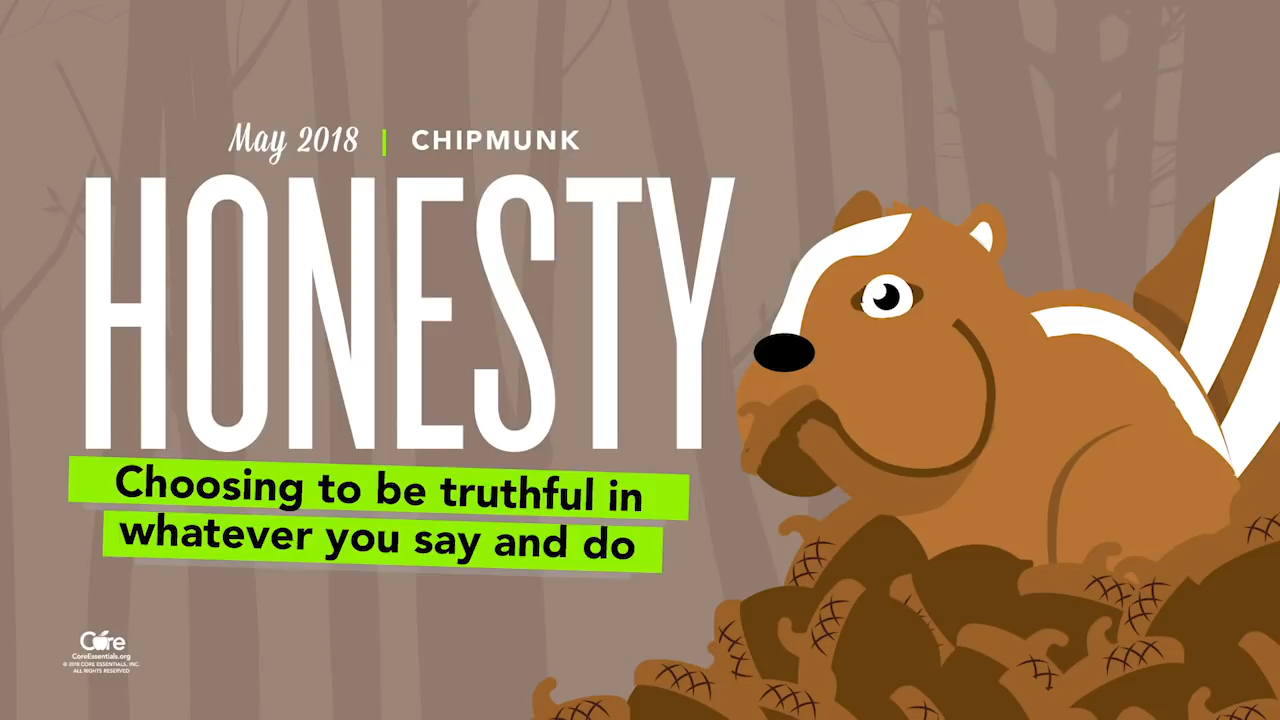 May 2018 | CHIPMUNK
HONESTY
Choosing to be truthful in
whatever you say and do
Core
CoreEssentials.org
© 2018 CORE ESSENTIALS, INC.
ALL RIGHTS RESERVED